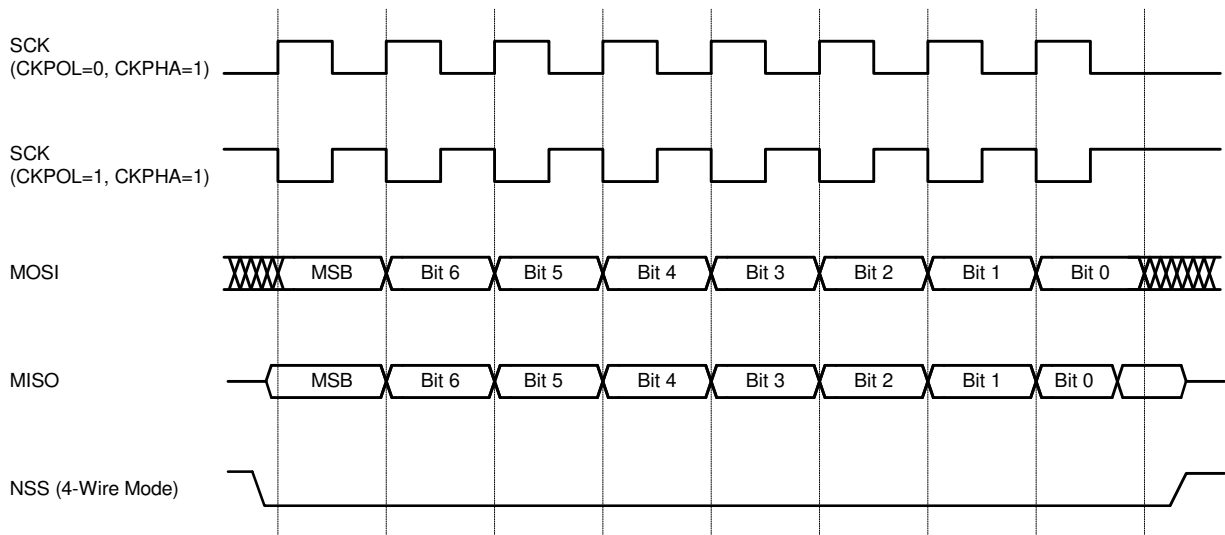 SCK
(CKPOL=0, CKPHA=1)
SCK
(CKPOL=1, CKPHA=1)
MOSI MSB Bit 6 Bit 5 Bit 4 Bit 3 Bit 2 Bit 1 Bit 0
MISO MSB Bit 6 Bit 5 Bit 4 Bit 3 Bit 2 Bit 1 Bit 0
NSS (4-Wire Mode)